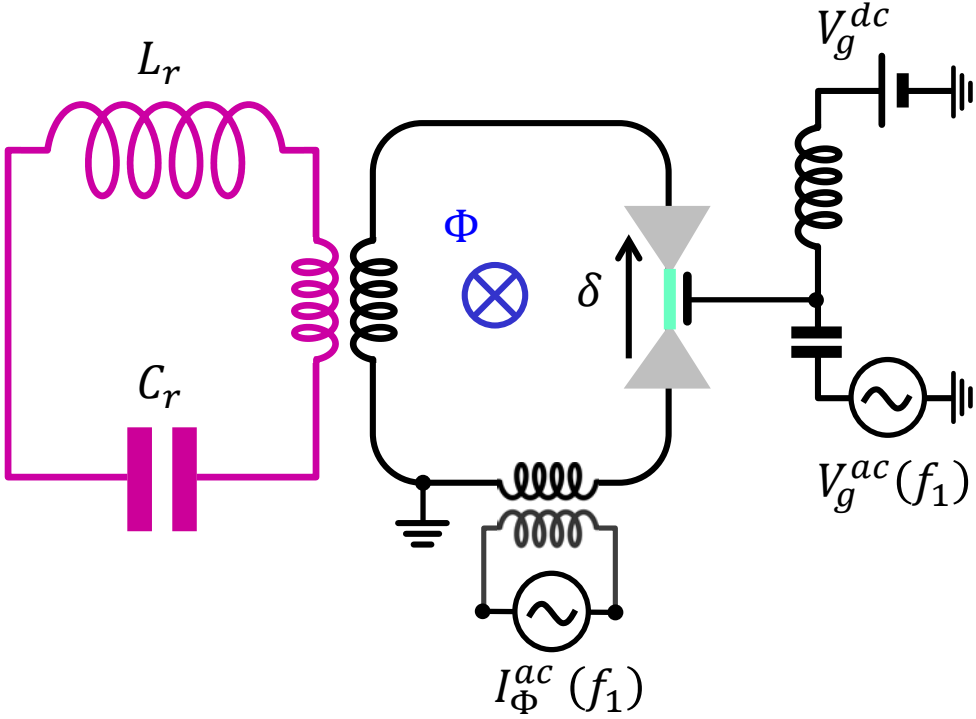 V_g^{dc}
L_r
Φ
δ
C_r
V_g^{ac}(f_1)
I_Φ^{ac}(f_1)